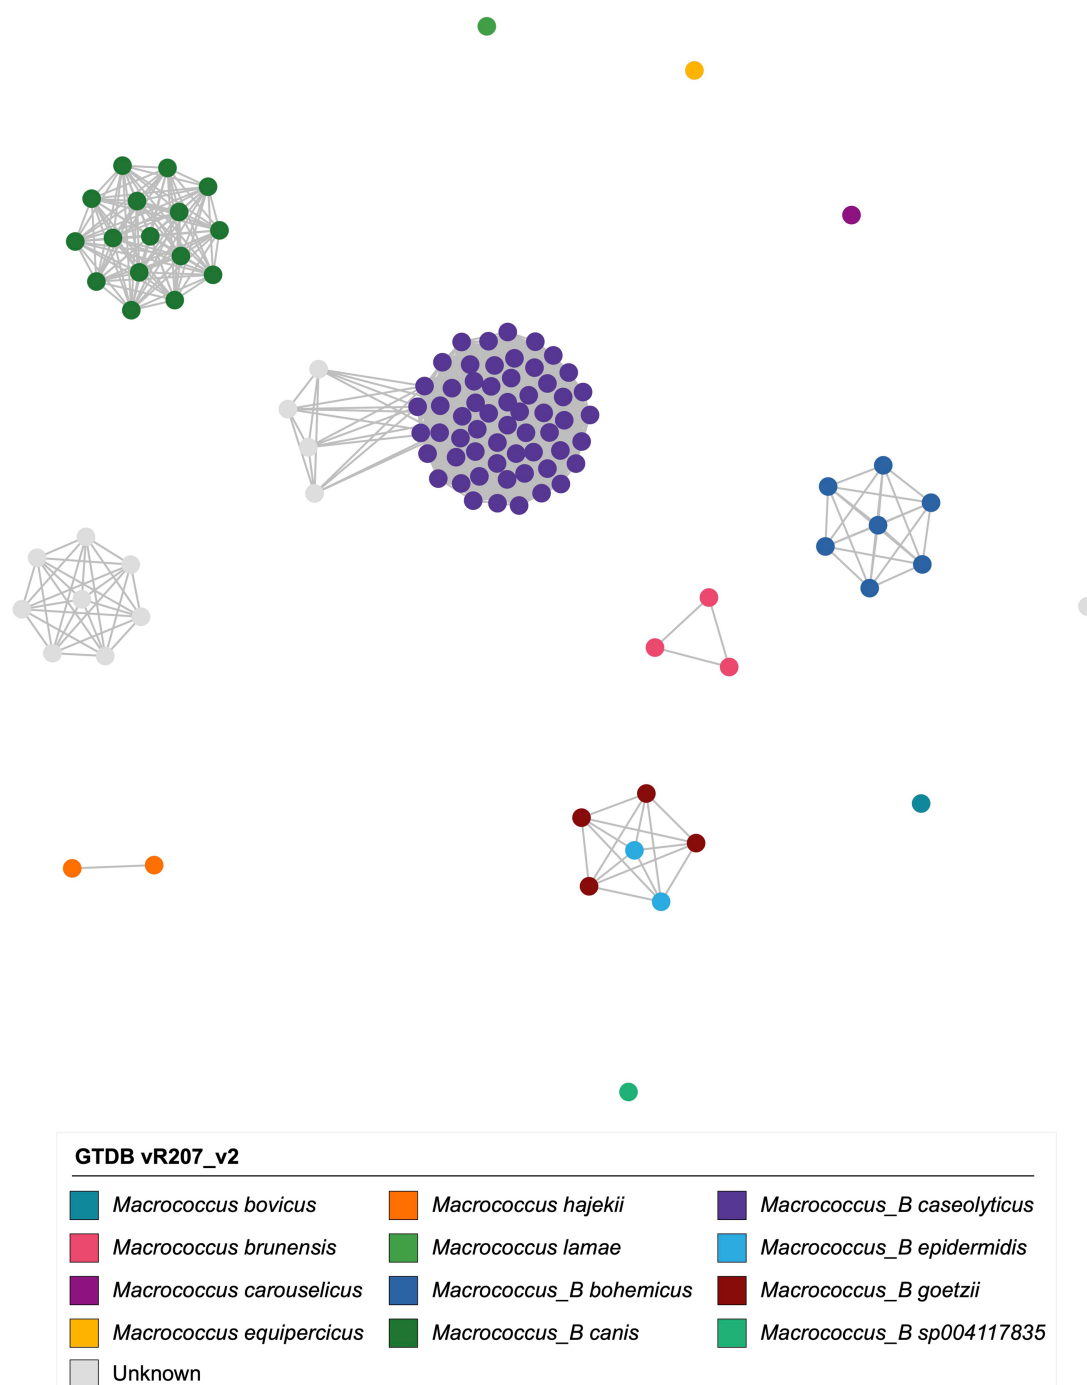 GTDB vR207_v2
Macrococcus bovicus Macrococcus hajekii Macrococcus_B caseolyticus
Macrococcus brunensis Macrococcus lamae Macrococcus_B epidermidis
Macrococcus carouselicus Macrococcus_B bohemicus Macrococcus_B goetzii
Macrococcus equipercicus Macrococcus_B canis Macrococcus_B sp004117835
Unknown